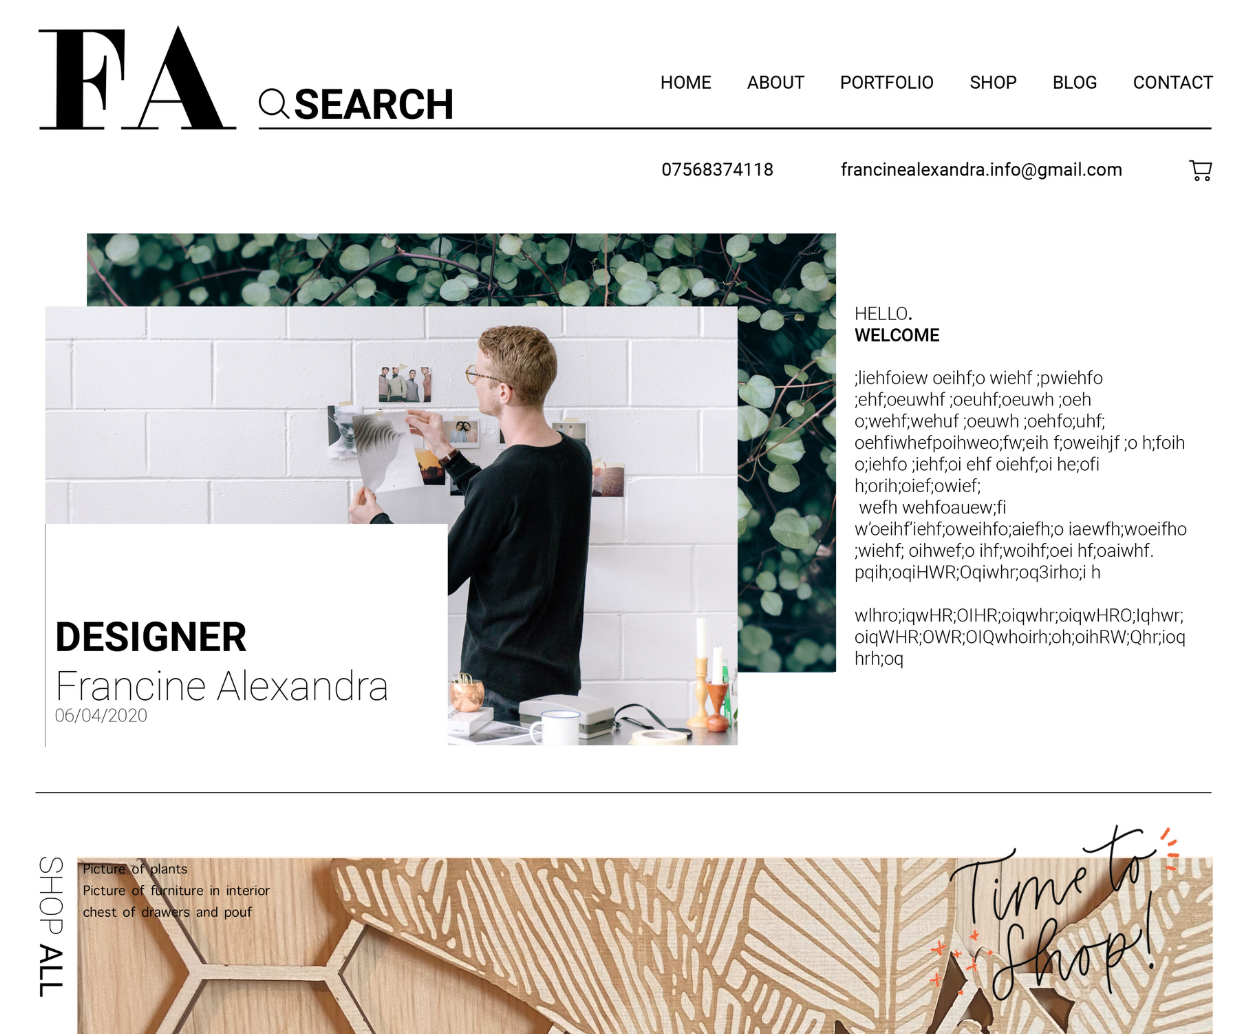 FA
SEARCH
HOME ABOUT PORTFOLIO SHOP BLOG CONTACT
07568374118 francinealexandra.info@gmail.com
HELLO.
WELCOME
;liehfoiew oeihf;o wiehf ;pwiehfo
;ehf;oeuwhf ;oeuhf;oeuwh ;oeh
o;wehf;wehuf ;oeuwh ;oehfo;uhf;
oehfiwhefpoihweo;fw;eih f;oweihjf ;o h;foih
o;iehfo ;iehf;oi ehf oiehf;oi he;ofi
h;orih;oief;owief;
wefh wehfoauew;fi
w'oeihf'iehf;oweihfo;aiefh;o iaewfh;woeifho
;wiehf; oihwef;o ihf;woihf;oei hf;oaiwhf.
pqih;oqiHWR;Oqiwhr;oq3irho;i h
wlhro;iqwHR;OIHR;oiqwhr;oiqwHRO;Iqhwr;
oiqWHR;OWR;OIQwhoirh;oh;oihRW;Qhr;ioq
hrh;oq
DESIGNER
Francine Alexandra
06/04/2020
SHOP ALL
Picture of plants
Picture of furniture in interior
chest of drawers and pouf
Time to
Shop!